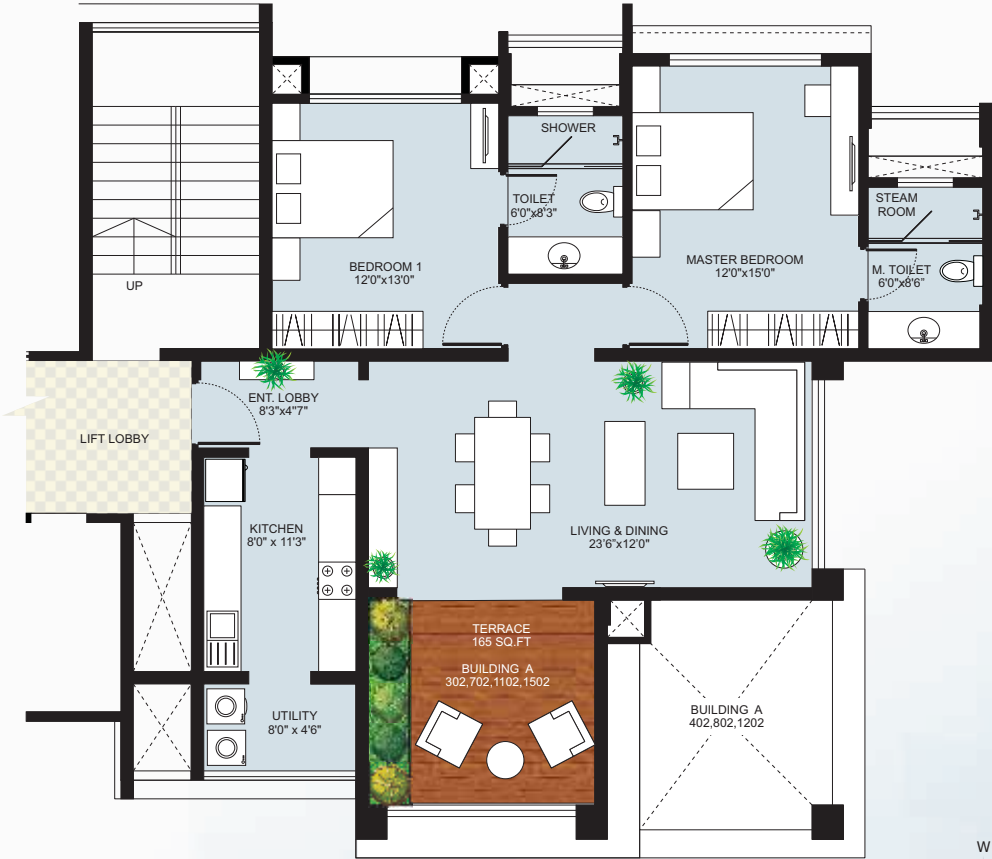 SHOWER
TOILET
6'0"x8'3"
STEAM
ROOM
BEDROOM 1
12'0"x13'0"
MASTER BEDROOM
12'0"x15'0"
M. TOILET
6'0"x8'6"
UP
ENT. LOBBY
8'3"x4'7"
LIFT LOBBY
KITCHEN
8'0" x 11'3"
LIVING & DINING
23'6"x12'0"
TERRACE
165 SQ.FT
BUILDING A
302,702,1102,1502
UTILITY
8'0" x 4'6"
BUILDING A
402,802,1202
W